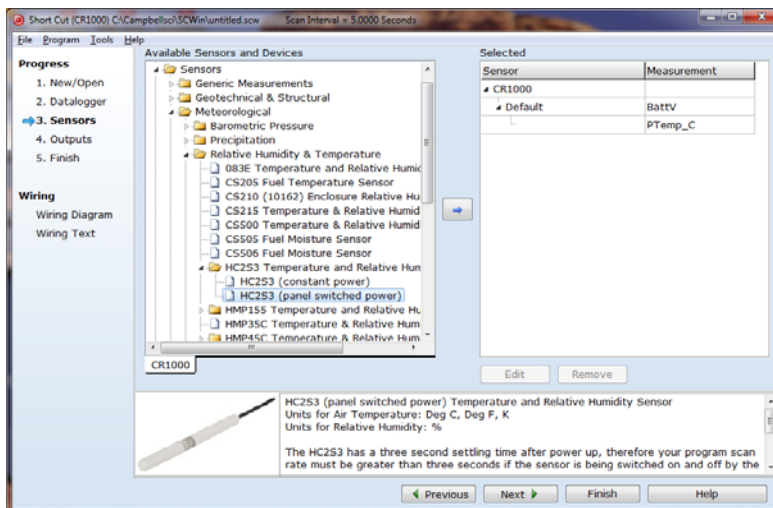 Short Cut (CR1000) C:\Campbellsci\SCWin\untitled.scw Scan Interval = 5.0000 Seconds
File Program Tools Help
Progress
1. New/Open
2. Datalogger
3. Sensors
4. Outputs
5. Finish
Wiring
Wiring Diagram
Wiring Text
Available Sensors and Devices
Sensors
Generic Measurements
Geotechnical & Structural
Meteorological
Barometric Pressure
Precipitation
Relative Humidity & Temperature
083E Temperature and Relative Humic
CS205 Fuel Temperature Sensor
CS210 (10162) Enclosure Relative Hu
CS215 Temperature & Relative Humid
CS500 Temperature & Relative Humid
CS505 Fuel Moisture Sensor
CS506 Fuel Moisture Sensor
HC2S3 Temperature and Relative Hum
HC2S3 (constant power)
HC2S3 (panel switched power)
HMP155 Temperature and Relative Hu
HMP35C Temperature & Relative Hum
HMP45C Temperature & Relative Hum
CR1000
Selected
Sensor Measurement
CR1000
Default BattV
PTemp_C
Edit Remove
HC2S3 (panel switched power) Temperature and Relative Humidity Sensor
Units for Air Temperature: Deg C, Deg F, K
Units for Relative Humidity: %
The HC2S3 has a three second settling time after power up, therefore your program scan
rate must be greater than three seconds if the sensor is being switched on and off by the
Previous Next Finish Help